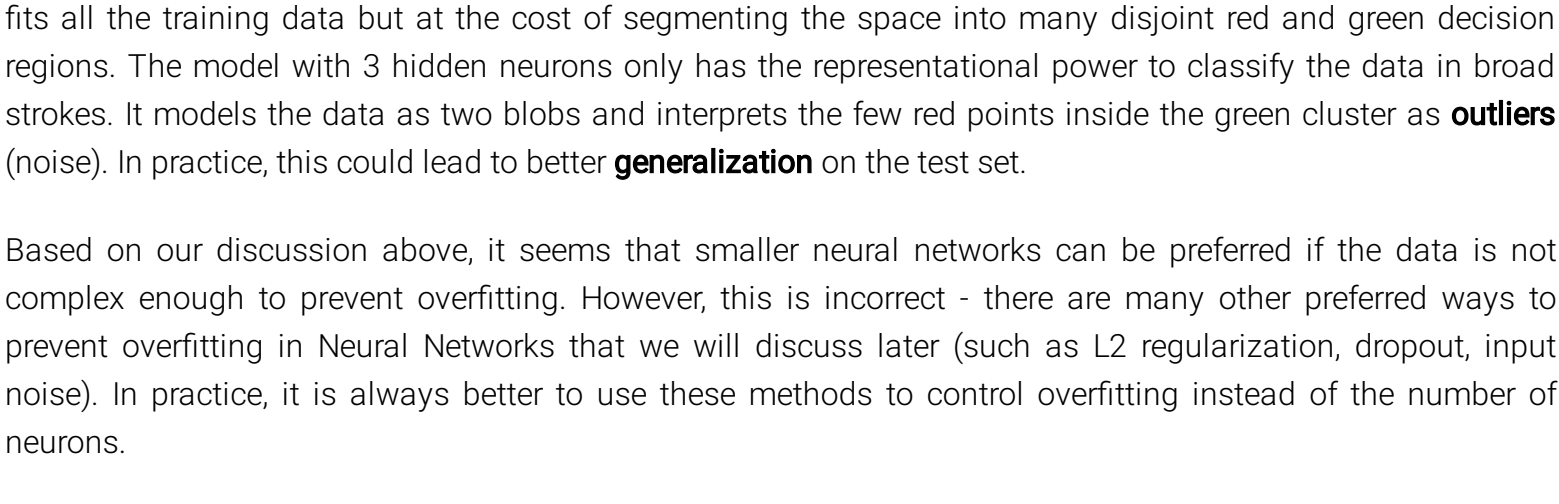 fits all the training data but at the cost of segmenting the space into many disjoint red and green decision
regions. The model with 3 hidden neurons only has the representational power to classify the data in broad
strokes. It models the data as two blobs and interprets the few red points inside the green cluster as outliers
(noise). In practice, this could lead to better generalization on the test set.
Based on our discussion above, it seems that smaller neural networks can be preferred if the data is not
complex enough to prevent overfitting. However, this is incorrect - there are many other preferred ways to
prevent overfitting in Neural Networks that we will discuss later (such as L2 regularization, dropout, input
noise). In practice, it is always better to use these methods to control overfitting instead of the number of
neurons.